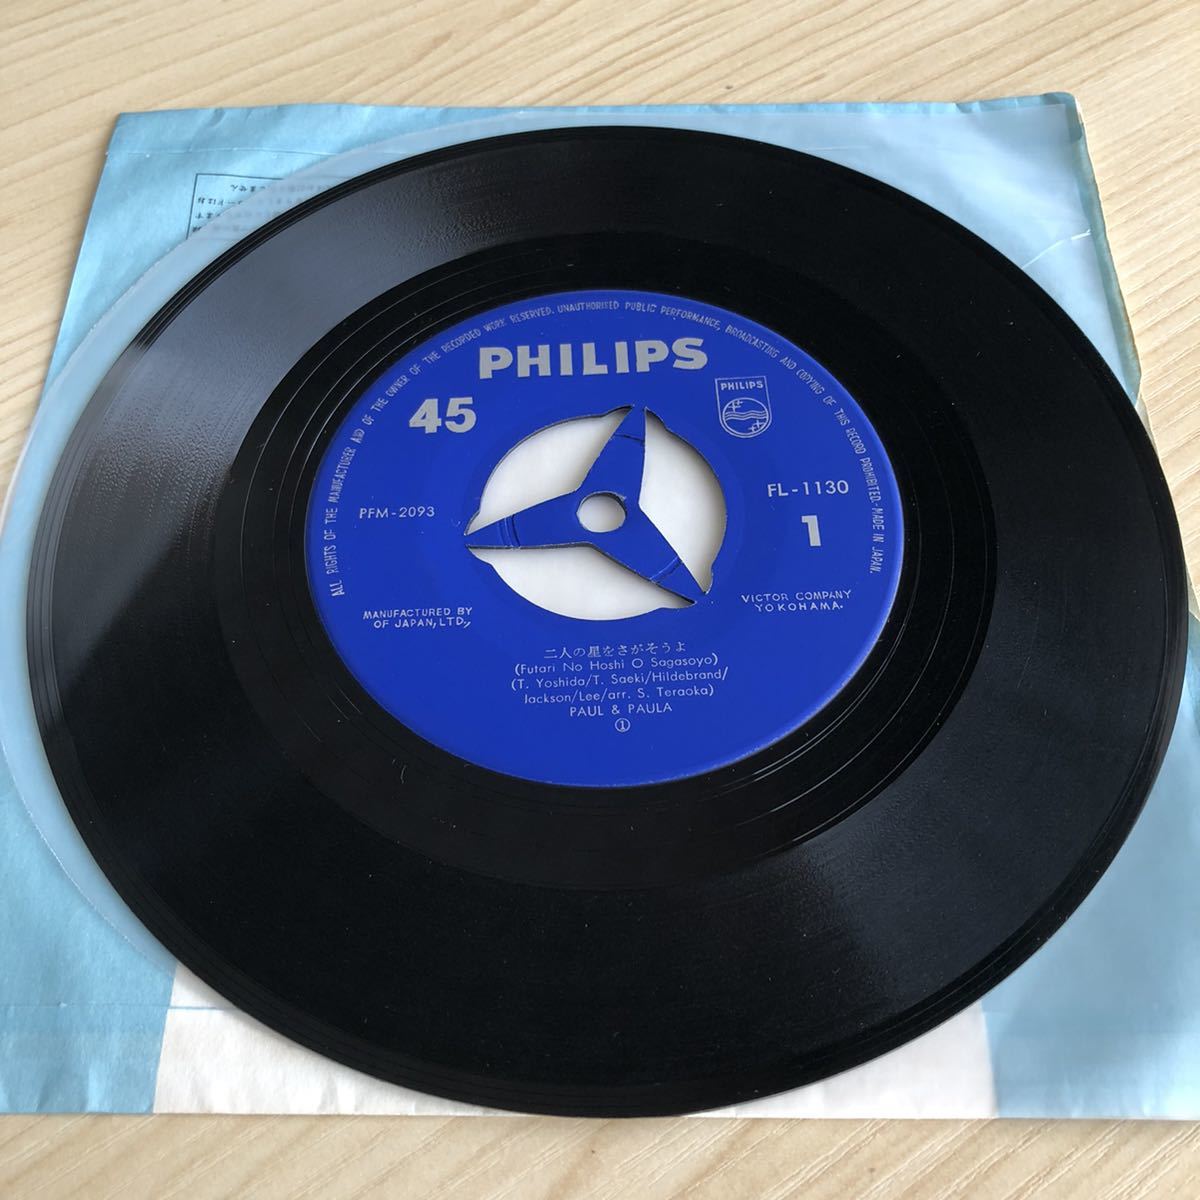 ALL RIGHTS OF THE MANUFACTURER AND OF THE OWNER OF THE RECORDED WORK RESERVED. UNAUTHORISED PUBLIC PERFORMANCE, BROADCASTING AND COPYING OF THIS RECORD PROHIBITED.-MADE IN JAPAN.
PHILIPS
PHILIPS
45
FL-1130
PFM-2093
1
MANUFACTURED BY VICTOR COMPANY
OF JAPAN, LTD., YOKOHAMA.
二人の星をさがそうよ
(Futari No Hoshi O Sagasoyo)
(T. Yoshida/T. Saeki/Hildebrand/
Jackson/Lee/arr. S. Teraoka)
PAUL & PAULA
①